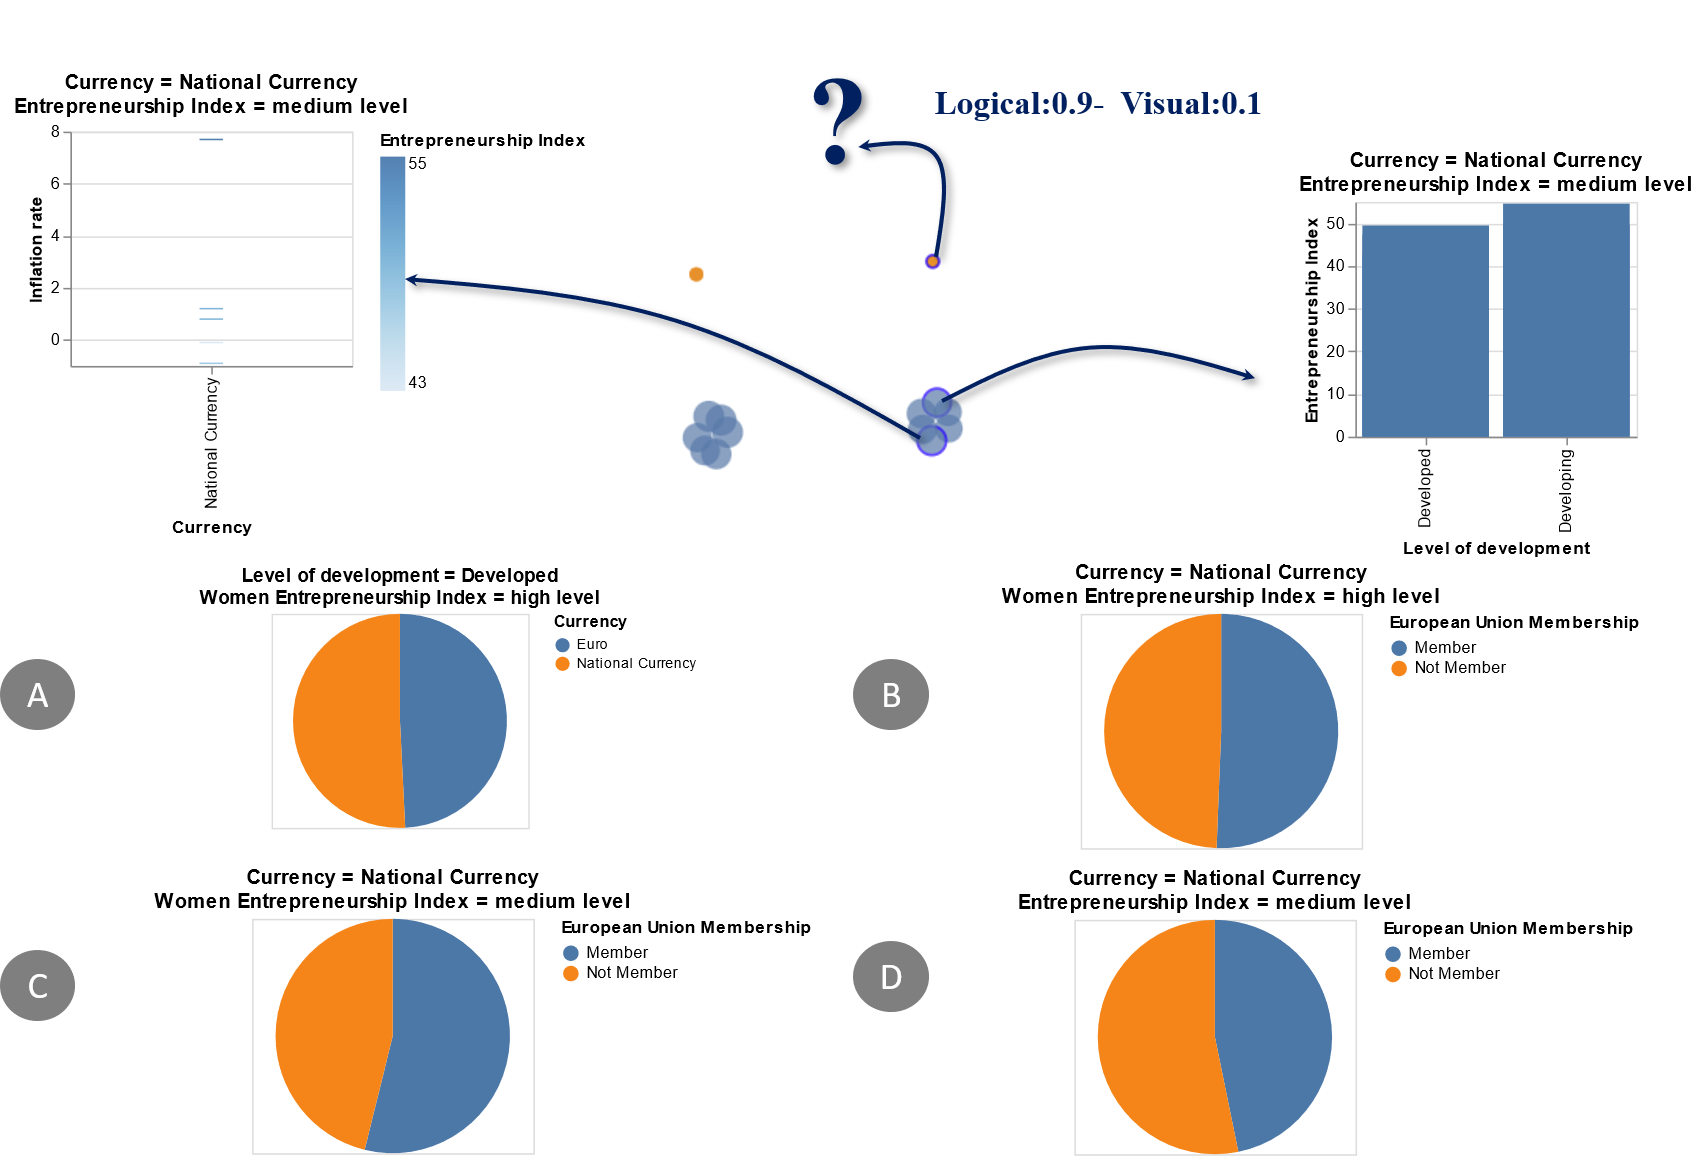 Currency = National Currency
Entrepreneurship Index = medium level
8
6
4
2
0
Inflation rate
National Currency
Currency
Entrepreneurship Index
55
43
?
Logical:0.9-  Visual:0.1
Currency = National Currency
Entrepreneurship Index = medium level
50
40
30
20
10
0
Entrepreneurship Index
Developed
Developing
Level of development
A
Level of development = Developed
Women Entrepreneurship Index = high level
Currency
Euro
National Currency
B
Currency = National Currency
Women Entrepreneurship Index = high level
European Union Membership
Member
Not Member
C
Currency = National Currency
Women Entrepreneurship Index = medium level
European Union Membership
Member
Not Member
D
Currency = National Currency
Entrepreneurship Index = medium level
European Union Membership
Member
Not Member